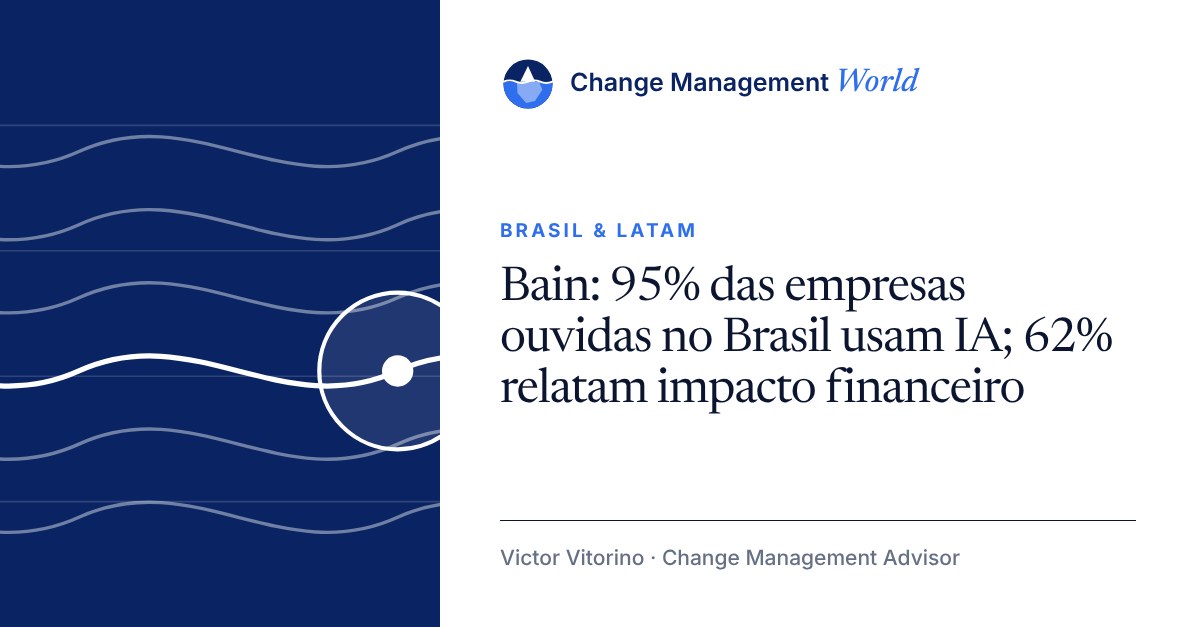 Change Management World
BRASIL & LATAM
Bain: 95% das empresas
ouvidas no Brasil usam IA; 62%
relatam impacto financeiro
Victor Vitorino · Change Management Advisor